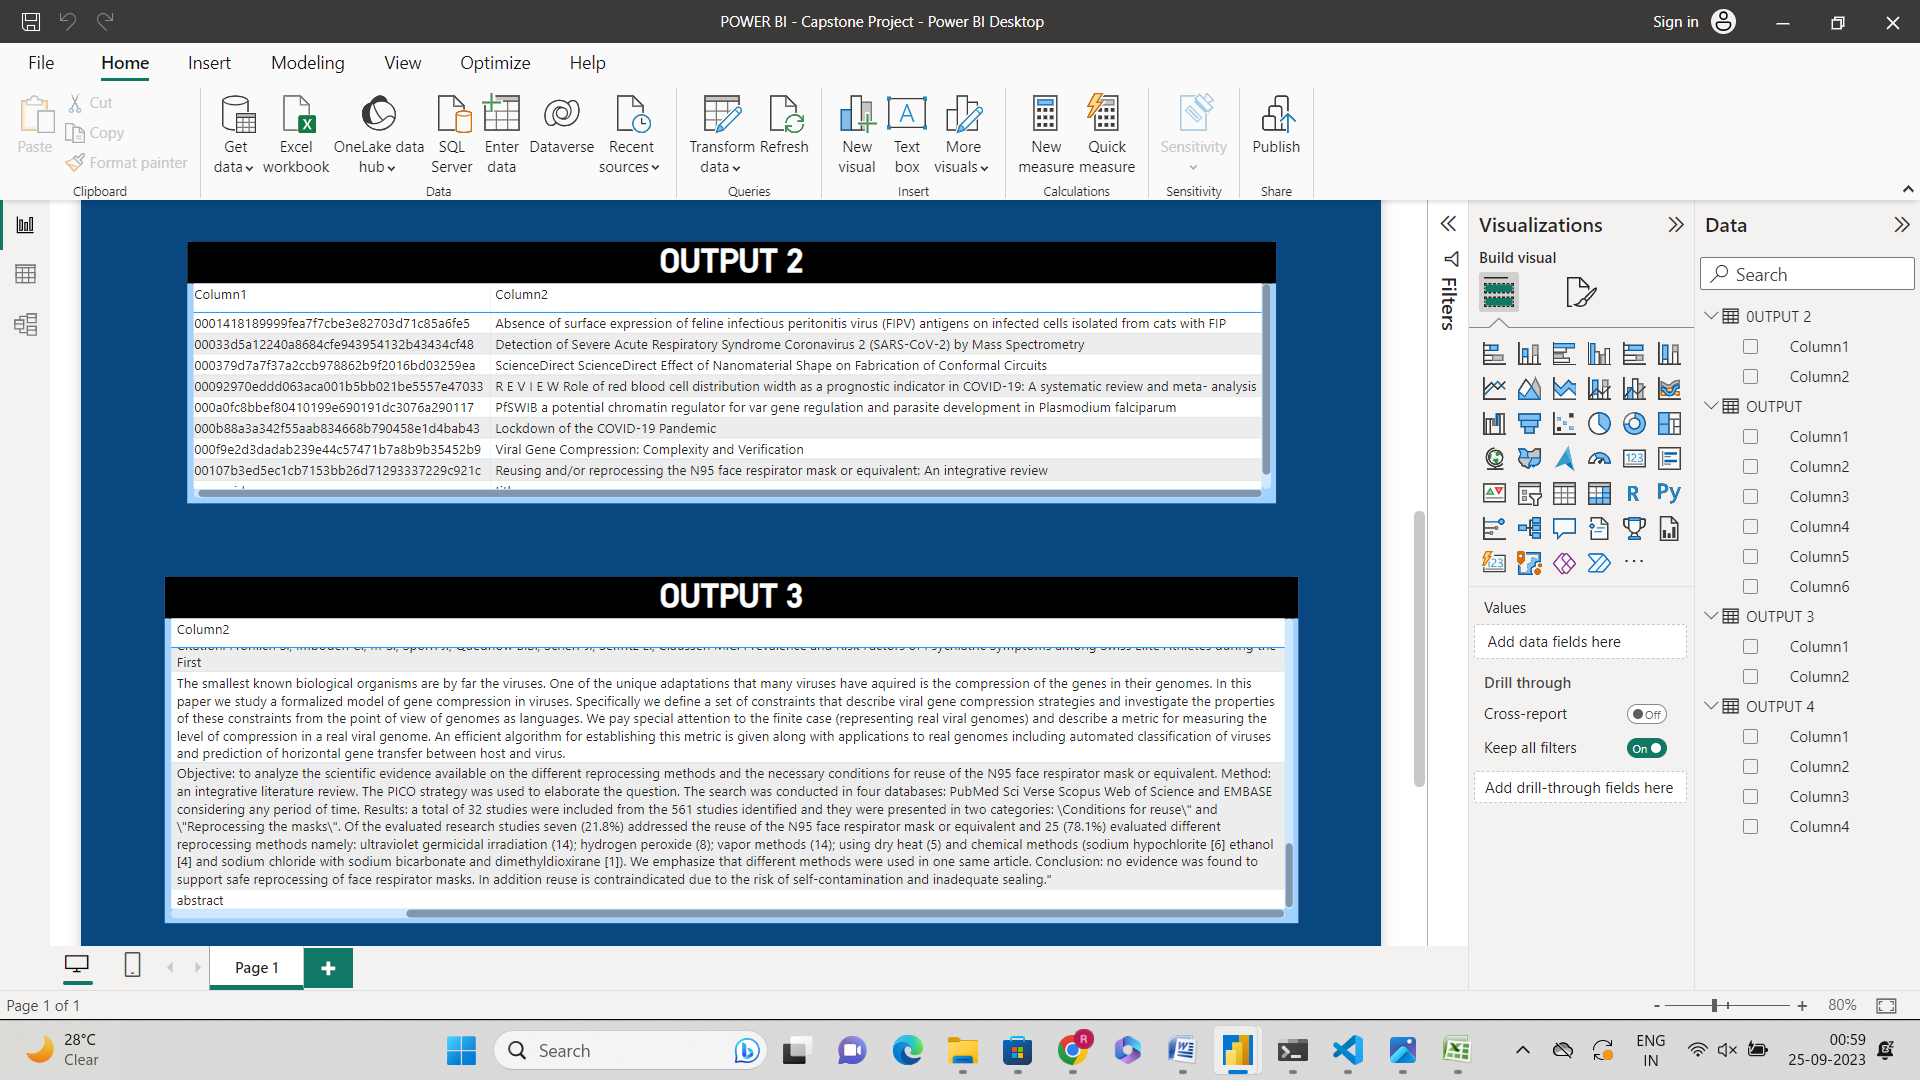 POWER BI - Capstone Project - Power BI Desktop
Sign in
File Home Insert Modeling View Optimize Help
Paste
Cut
Copy
Format painter
Clipboard
Get data
Excel workbook
OneLake data hub
SQL Server
Enter data
Dataverse
Recent sources
Data
Transform data
Refresh
Queries
New visual
Text box
More visuals
Insert
New measure
Quick measure
Calculations
Sensitivity
Sensitivity
Publish
Share
OUTPUT 2
Column1 Column2
0001418189999fea7f7cbe3e82703d71c85a6fe5 Absence of surface expression of feline infectious peritonitis virus (FIPV) antigens on infected cells isolated from cats with FIP
00033d5a12240a8684cfe943954132b43434cf48 Detection of Severe Acute Respiratory Syndrome Coronavirus 2 (SARS-CoV-2) by Mass Spectrometry
000379d7a7f37a2ccb978862b9f2016bd03259ea ScienceDirect ScienceDirect Effect of Nanomaterial Shape on Fabrication of Conformal Circuits
00092970eddd063aca001b5bb021be5557e47033 R E V I E W Role of red blood cell distribution width as a prognostic indicator in COVID-19: A systematic review and meta- analysis
000a0fc8bbef80410199e690191dc3076a290117 PfSWIB a potential chromatin regulator for var gene regulation and parasite development in Plasmodium falciparum
000b88a3a342f55aab834668b790458e1d4bab43 Lockdown of the COVID-19 Pandemic
000f9e2d3dadab239e44c57471b7a8b9b35452b9 Viral Gene Compression: Complexity and Verification
00107b3ed5ec1cb7153bb26d71293337229c921c Reusing and/or reprocessing the N95 face respirator mask or equivalent: An integrative review
OUTPUT 3
Column2
First
The smallest known biological organisms are by far the viruses. One of the unique adaptations that many viruses have aquired is the compression of the genes in their genomes. In this
paper we study a formalized model of gene compression in viruses. Specifically we define a set of constraints that describe viral gene compression strategies and investigate the properties
of these constraints from the point of view of genomes as languages. We pay special attention to the finite case (representing real viral genomes) and describe a metric for measuring the
level of compression in a real viral genome. An efficient algorithm for establishing this metric is given along with applications to real genomes including automated classification of viruses
and prediction of horizontal gene transfer between host and virus.
Objective: to analyze the scientific evidence available on the different reprocessing methods and the necessary conditions for reuse of the N95 face respirator mask or equivalent. Method:
an integrative literature review. The PICO strategy was used to elaborate the question. The search was conducted in four databases: PubMed Sci Verse Scopus Web of Science and EMBASE
considering any period of time. Results: a total of 32 studies were included from the 561 studies identified and they were presented in two categories: \Conditions for reuse\" and
\"Reprocessing the masks\". Of the evaluated research studies seven (21.8%) addressed the reuse of the N95 face respirator mask or equivalent and 25 (78.1%) evaluated different
reprocessing methods namely: ultraviolet germicidal irradiation (14); hydrogen peroxide (8); vapor methods (14); using dry heat (5) and chemical methods (sodium hypochlorite [6] ethanol
[4] and sodium chloride with sodium bicarbonate and dimethyldioxirane [1]). We emphasize that different methods were used in one same article. Conclusion: no evidence was found to
support safe reprocessing of face respirator masks. In addition reuse is contraindicated due to the risk of self-contamination and inadequate sealing."
abstract
Filters
Visualizations
Build visual
123
R
Py
123
Values
Add data fields here
Drill through
Cross-report
Off
Keep all filters
On
Add drill-through fields here
Data
Search
0UTPUT 2
Column1
Column2
OUTPUT
Column1
Column2
Column3
Column4
Column5
Column6
OUTPUT 3
Column1
Column2
OUTPUT 4
Column1
Column2
Column3
Column4
Page 1
Page 1 of 1
- + 80%
28°C
Clear
Search
R
ENG
IN
00:59
25-09-2023